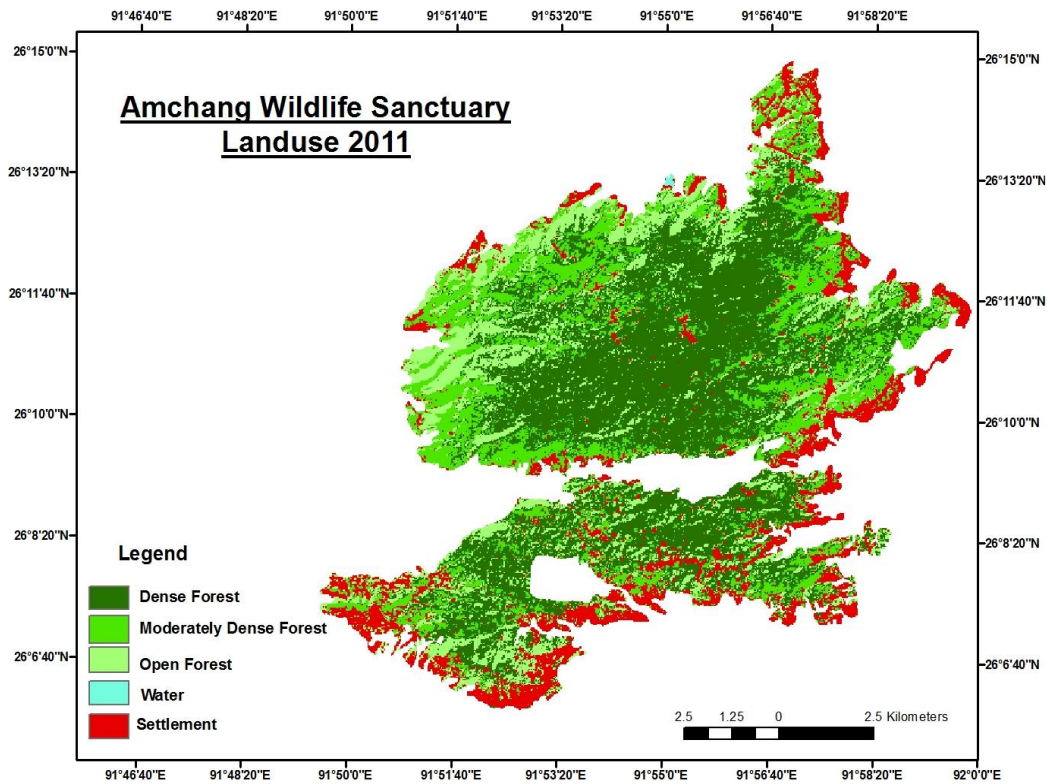 91°46'40"E 91°48'20"E 91°50'0"E 91°51'40"E 91°53'20"E 91°55'0"E 91°56'40"E 91°58'20"E
26°15'0"N 26°15'0"N
Amchang Wildlife Sanctuary
Landuse 2011
26°13'20"N 26°13'20"N
26°11'40"N 26°11'40"N
26°10'0"N 26°10'0"N
26°8'20"N 26°8'20"N
Legend
Dense Forest
Moderately Dense Forest
Open Forest
26°6'40"N 26°6'40"N
Water
Settlement
2.5 1.25 0 2.5 Kilometers
91°46'40"E 91°48'20"E 91°50'0"E 91°51'40"E 91°53'20"E 91°55'0"E 91°56'40"E 91°58'20"E 92°0'0"E